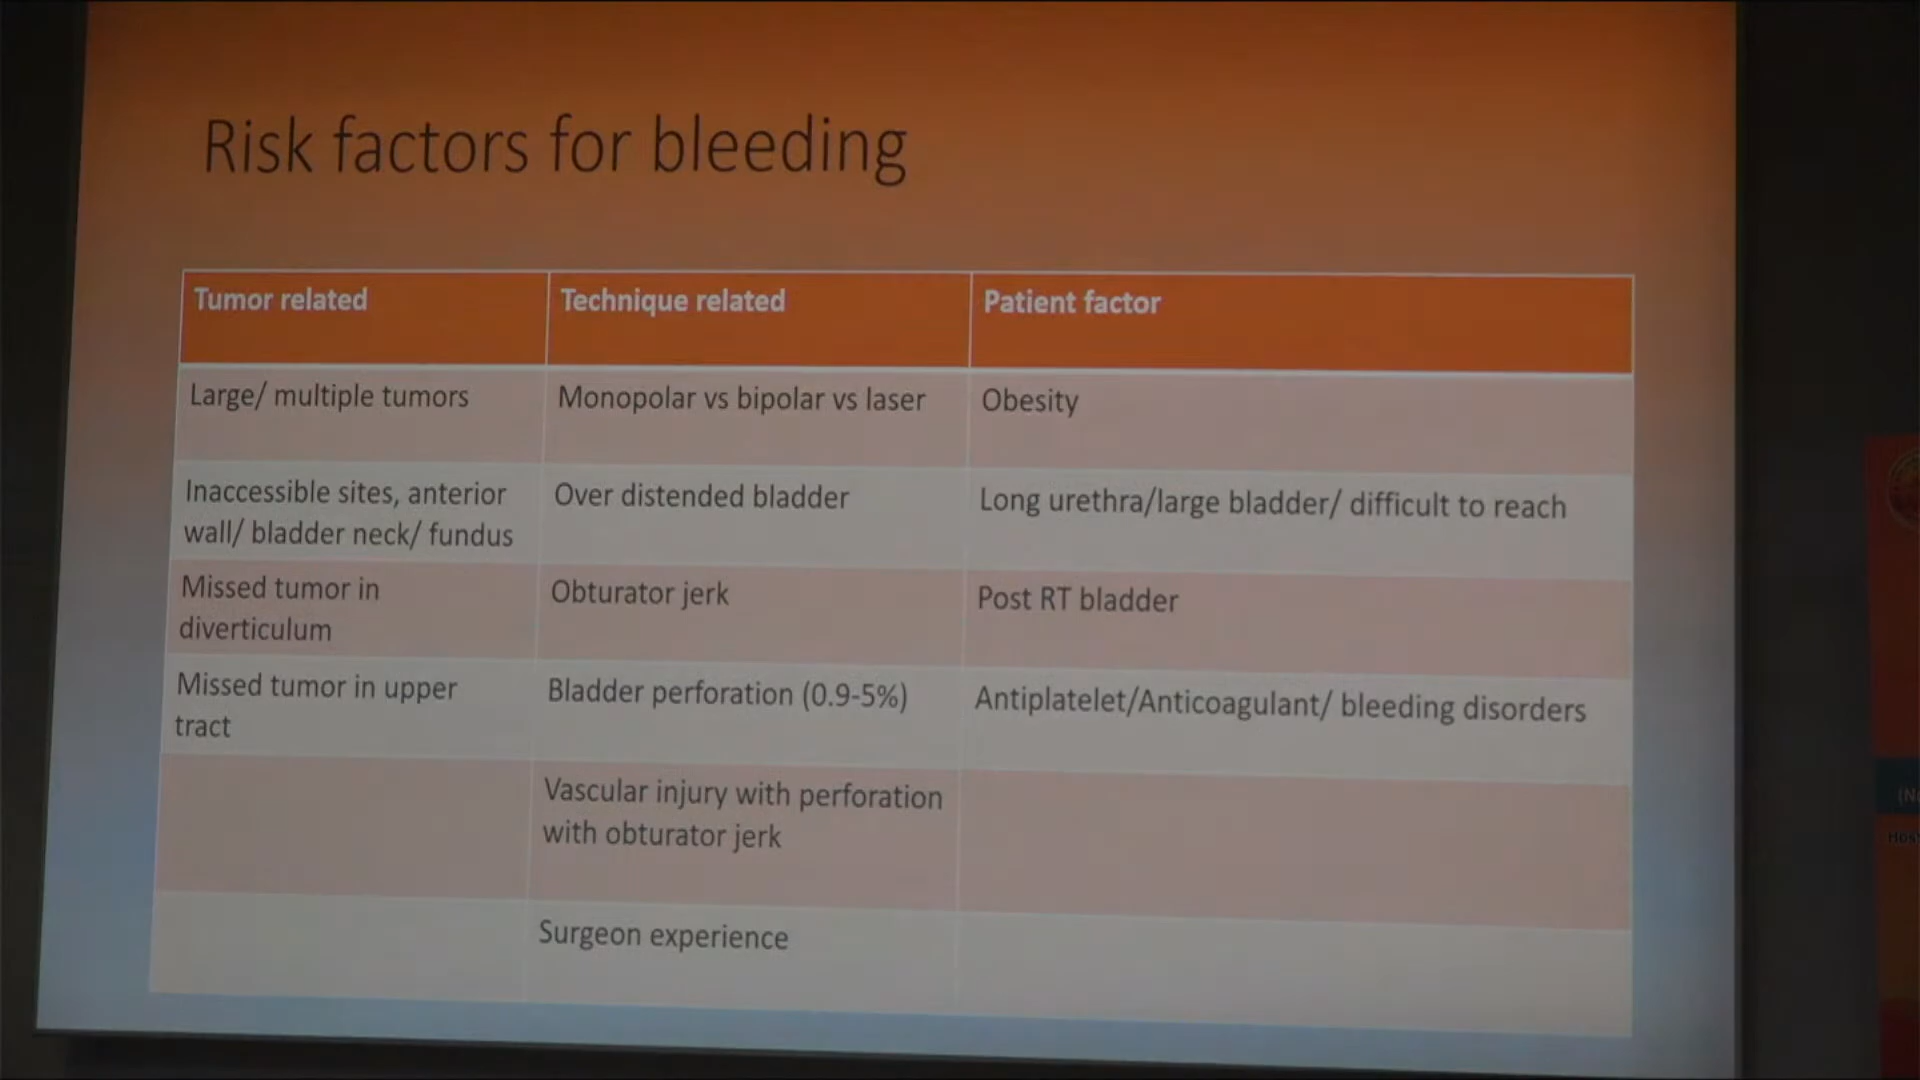 Risk factors for bleeding
Tumor related
Technique related
Patient factor
Large/ multiple tumors
Monopolar vs bipolar vs laser
Obesity
Inaccessible sites, anterior
wall/ bladder neck/ fundus
Over distended bladder
Long urethra/large bladder/ difficult to reach
Missed tumor in
diverticulum
Obturator jerk
Post RT bladder
Missed tumor in upper
tract
Bladder perforation (0.9-5%)
Antiplatelet/Anticoagulant/ bleeding disorders
Vascular injury with perforation
with obturator jerk
Surgeon experience